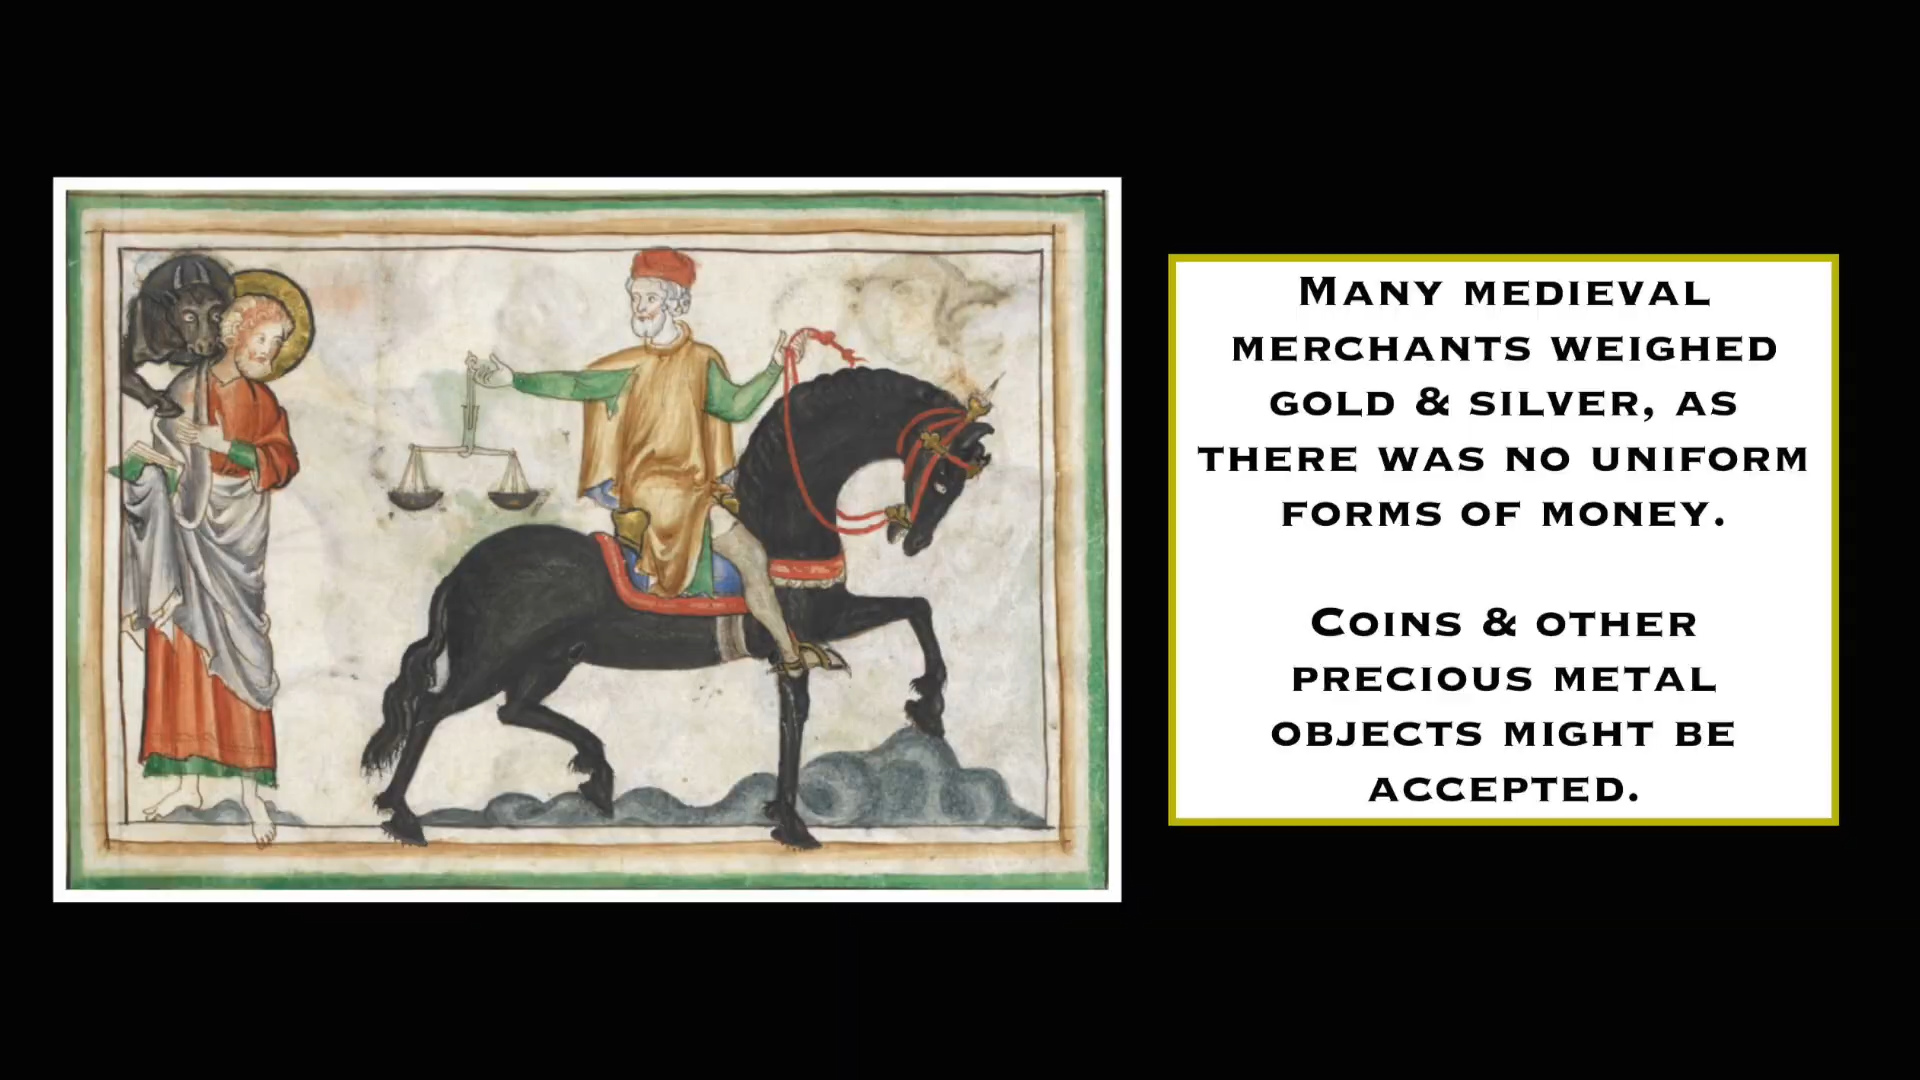 Many medieval
merchants weighed
gold & silver, as
there was no uniform
forms of money.
Coins & other
precious metal
objects might be
accepted.